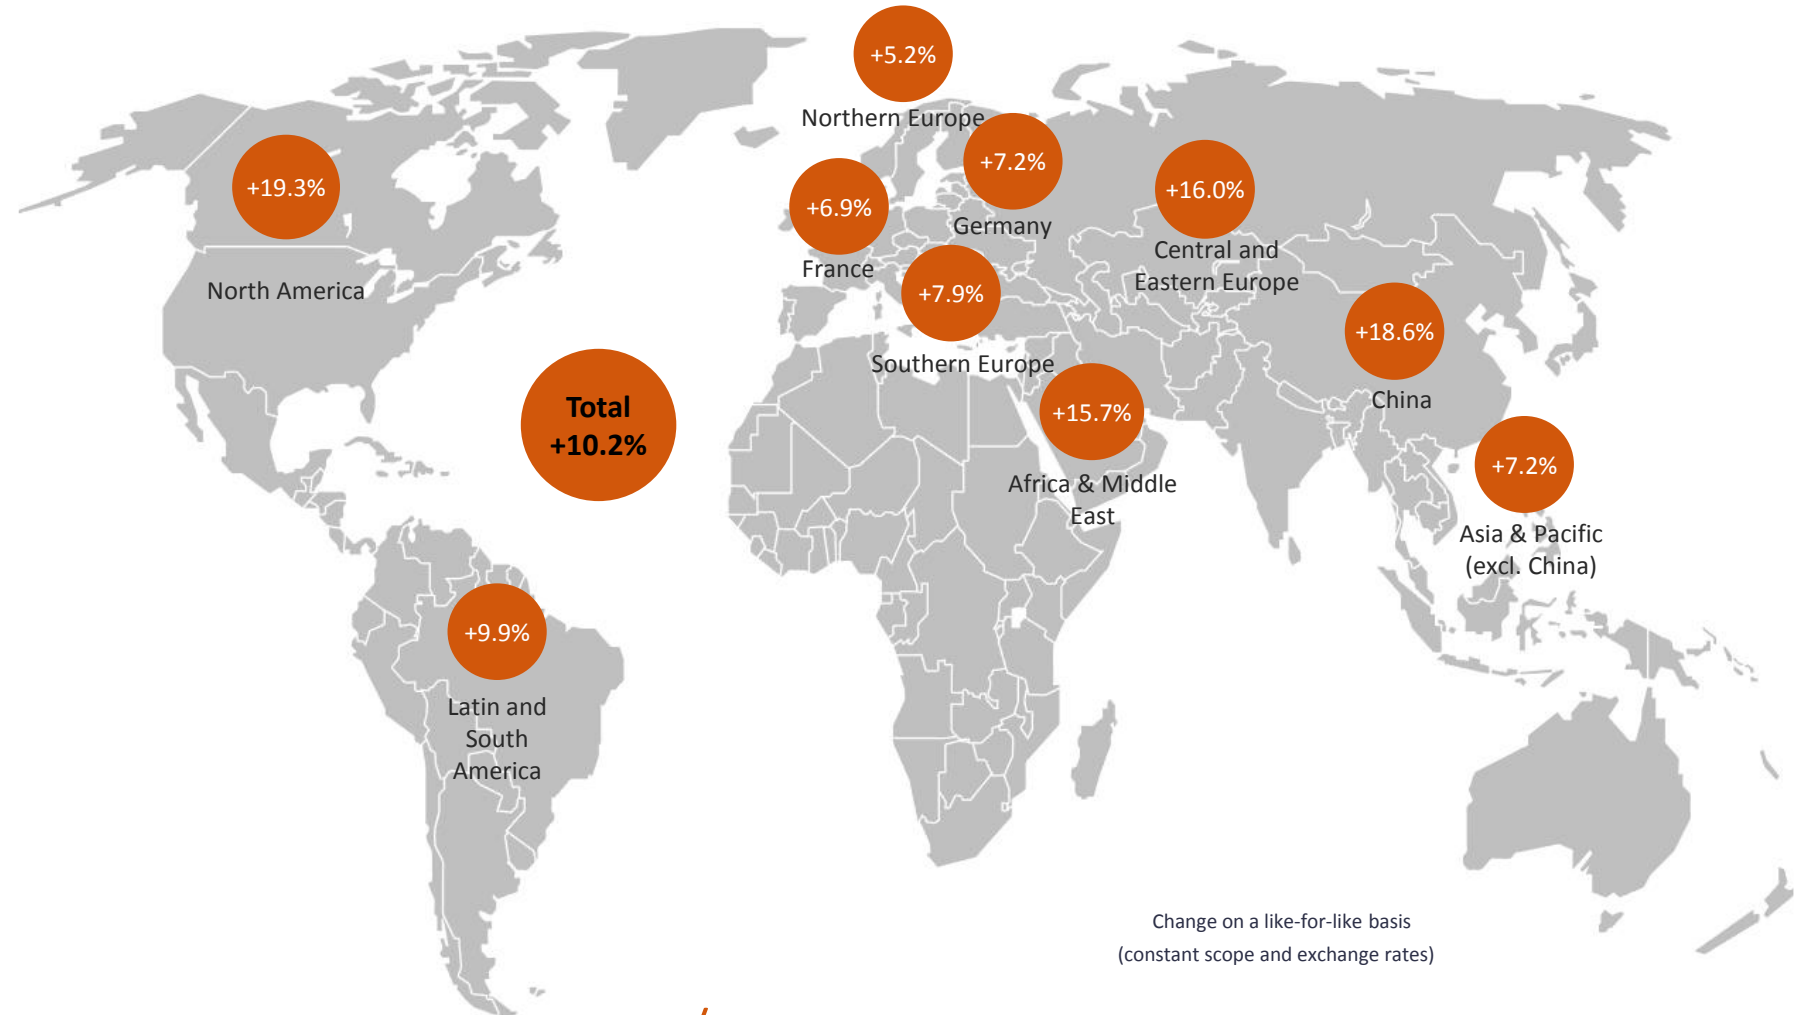 +5.2%
Northern Europe
+19.3%
North America
+7.2%
Germany
+6.9%
France
+16.0%
Central and
Eastern Europe
+7.9%
Southern Europe
+18.6%
China
Total
+10.2%
+15.7%
Africa & Middle
East
+7.2%
Asia & Pacific
(excl. China)
+9.9%
Latin and
South
America
Change on a like-for-like basis
(constant scope and exchange rates)